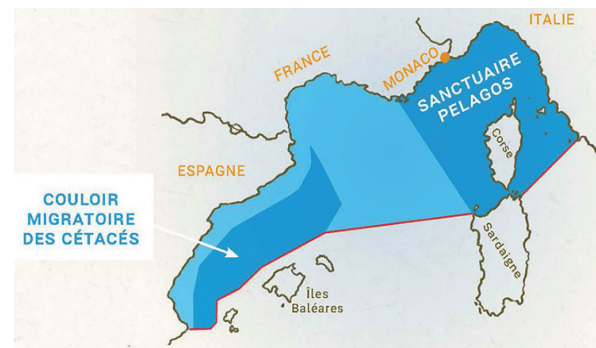 ITALIE
FRANCE
MONACO
SANCTUAIRE
PELAGOS
Corse
ESPAGNE
COULOIR
MIGRATOIRE
DES CÉTACÉS
Sardaigne
Îles
Baléares